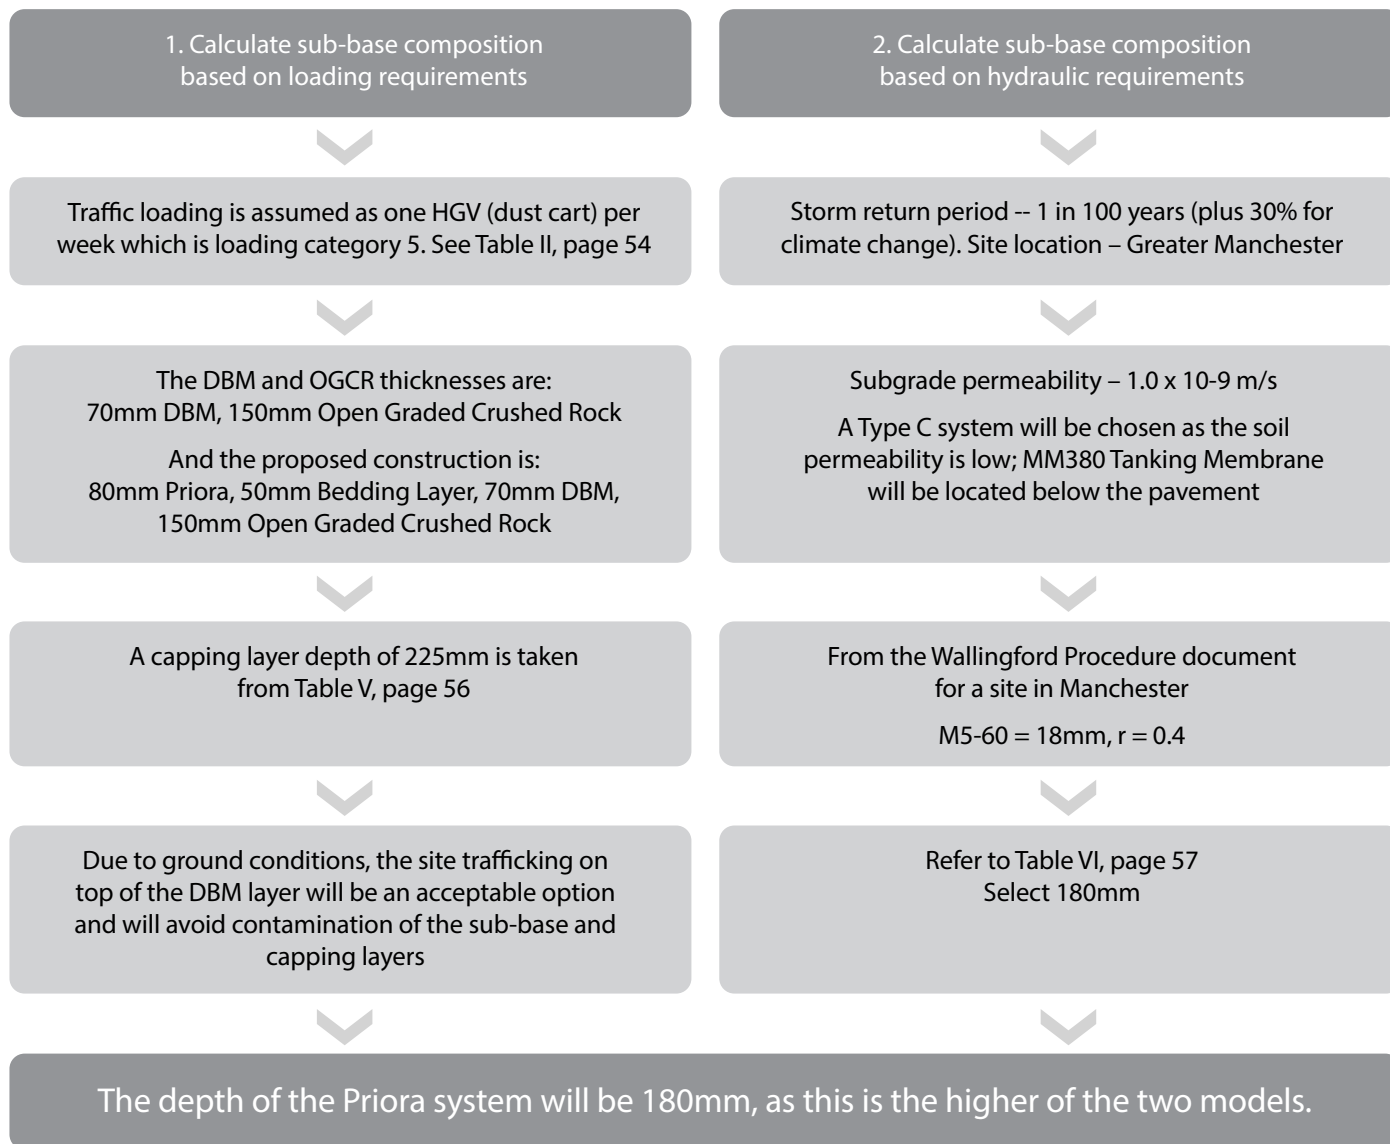 1. Calculate sub-base composition
based on loading requirements
Traffic loading is assumed as one HGV (dust cart) per
week which is loading category 5. See Table II, page 54
The DBM and OGCR thicknesses are:
70mm DBM, 150mm Open Graded Crushed Rock
And the proposed construction is:
80mm Priora, 50mm Bedding Layer, 70mm DBM,
150mm Open Graded Crushed Rock
A capping layer depth of 225mm is taken
from Table V, page 56
Due to ground conditions, the site trafficking on
top of the DBM layer will be an acceptable option
and will avoid contamination of the sub-base and
capping layers
2. Calculate sub-base composition
based on hydraulic requirements
Storm return period -- 1 in 100 years (plus 30% for
climate change). Site location – Greater Manchester
Subgrade permeability – 1.0 x 10-9 m/s
A Type C system will be chosen as the soil
permeability is low; MM380 Tanking Membrane
will be located below the pavement
From the Wallingford Procedure document
for a site in Manchester
M5-60 = 18mm, r = 0.4
Refer to Table VI, page 57
Select 180mm
The depth of the Priora system will be 180mm, as this is the higher of the two models.